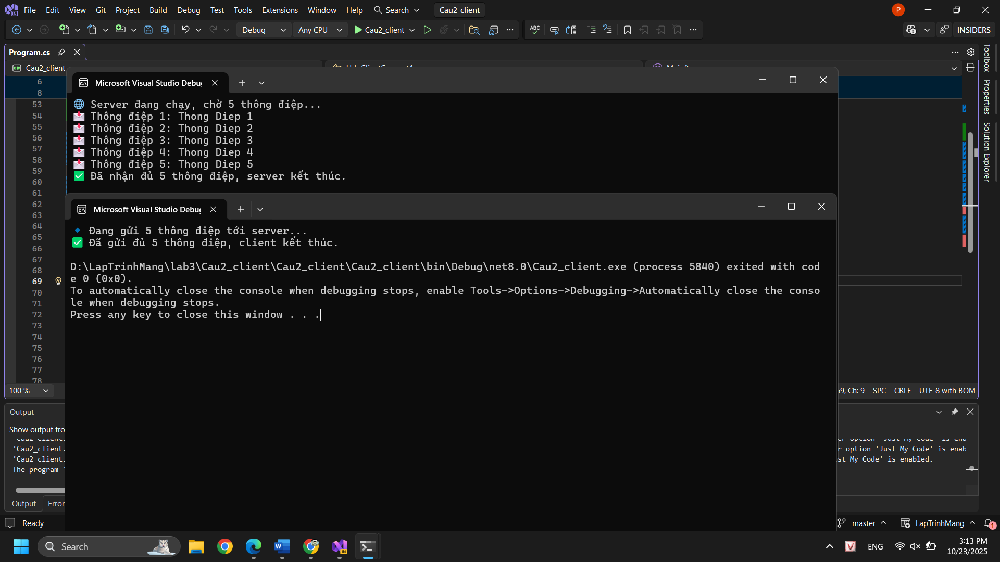 File Edit View Git Project Build Debug Test Tools Extensions Window Help Search Cau2_client P
Debug Any CPU Cau2_client INSIDERS
Program.cs
Cau2_client
Microsoft Visual Studio Debug
🌐 Server đang chạy, chờ 5 thông điệp...
📩 Thông điệp 1: Thong Diep 1
📩 Thông điệp 2: Thong Diep 2
📩 Thông điệp 3: Thong Diep 3
📩 Thông điệp 4: Thong Diep 4
📩 Thông điệp 5: Thong Diep 5
✅ Đã nhận đủ 5 thông điệp, server kết thúc.
Microsoft Visual Studio Debug
🔹 Đang gửi 5 thông điệp tới server...
✅ Đã gửi đủ 5 thông điệp, client kết thúc.
D:\LapTrinhMang\lab3\Cau2_client\Cau2_client\Cau2_client\bin\Debug\net8.0\Cau2_client.exe (process 5840) exited with cod
e 0 (0x0).
To automatically close the console when debugging stops, enable Tools->Options->Debugging->Automatically close the conso
le when debugging stops.
Press any key to close this window . . .
6
8
53
54
55
56
57
58
59
60
61
62
63
64
65
66
67
68
69
70
71
72
73
74
75
76
77
78
Toolbox
Properties
Solution Explorer
100 %
69, Ch: 9 SPC CRLF UTF-8 with BOM
Output
Show output fro
'Cau2_client. r option 'Just My Code' is enab
'Cau2_client. st My Code' is enabled.
The program '
Output Error
Ready master LapTrinhMang 1
Search ENG 3:13 PM
10/23/2025